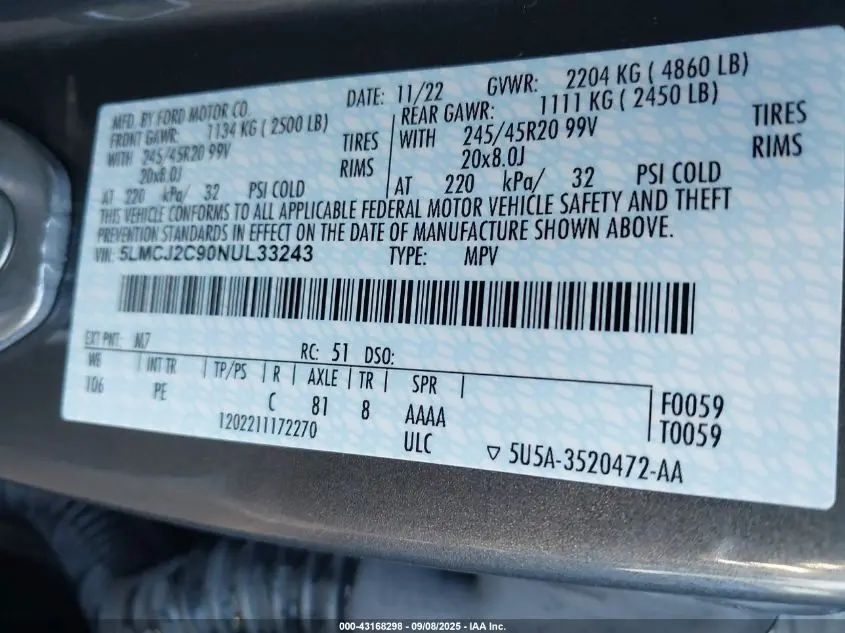 MFD. BY FORD MOTOR CO. DATE: 11/22 GVWR: 2204 KG ( 4860 LB)
FRONT GAWR: 1134 KG ( 2500 LB) REAR GAWR: 1111 KG ( 2450 LB)
WITH 245/45R20 99V TIRES WITH 245/45R20 99V TIRES
20x8.0J RIMS 20x8.0J RIMS
AT 220 kPa/ 32 PSI COLD AT 220 kPa/ 32 PSI COLD
THIS VEHICLE CONFORMS TO ALL APPLICABLE FEDERAL MOTOR VEHICLE SAFETY AND THEFT
PREVENTION STANDARDS IN EFFECT ON THE DATE OF MANUFACTURE SHOWN ABOVE.
VIN: 5LMCJ2C90NUL33243 TYPE: MPV
EXT PNT: M7 RC: 51 DSO:
WB INT TR TP/PS R AXLE TR SPR
106 PE C 81 8 AAAA
F0059
T0059
1202211172270 ULC
5U5A-3520472-AA
000-43168298 - 09/08/2025 - IAA Inc.